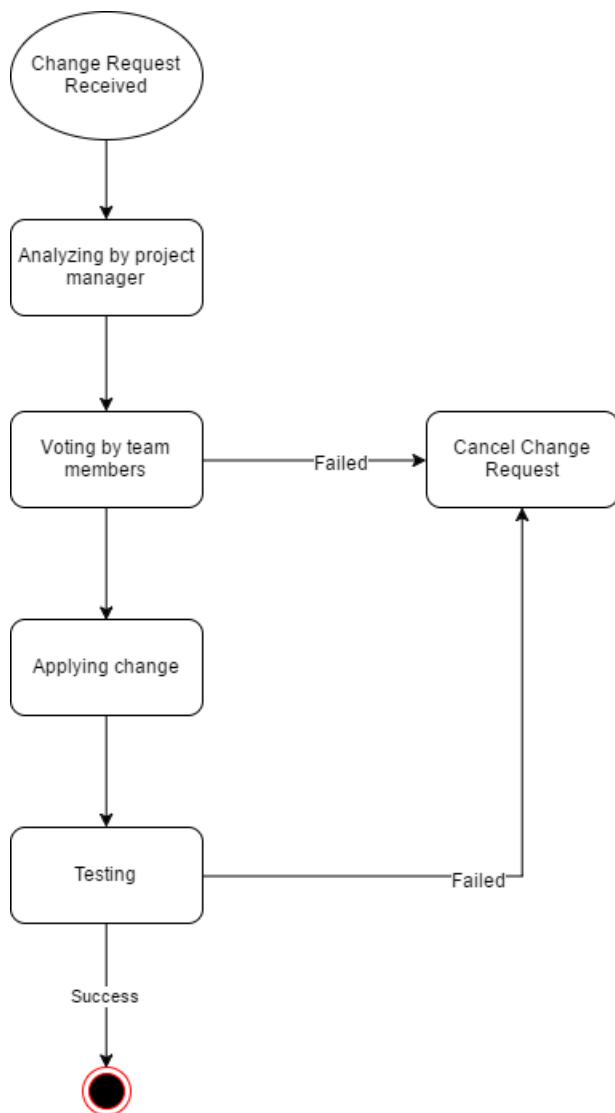 Change Request
Received
Analyzing by project
manager
Voting by team
members
Failed
Cancel Change
Request
Applying change
Testing
Failed
Success